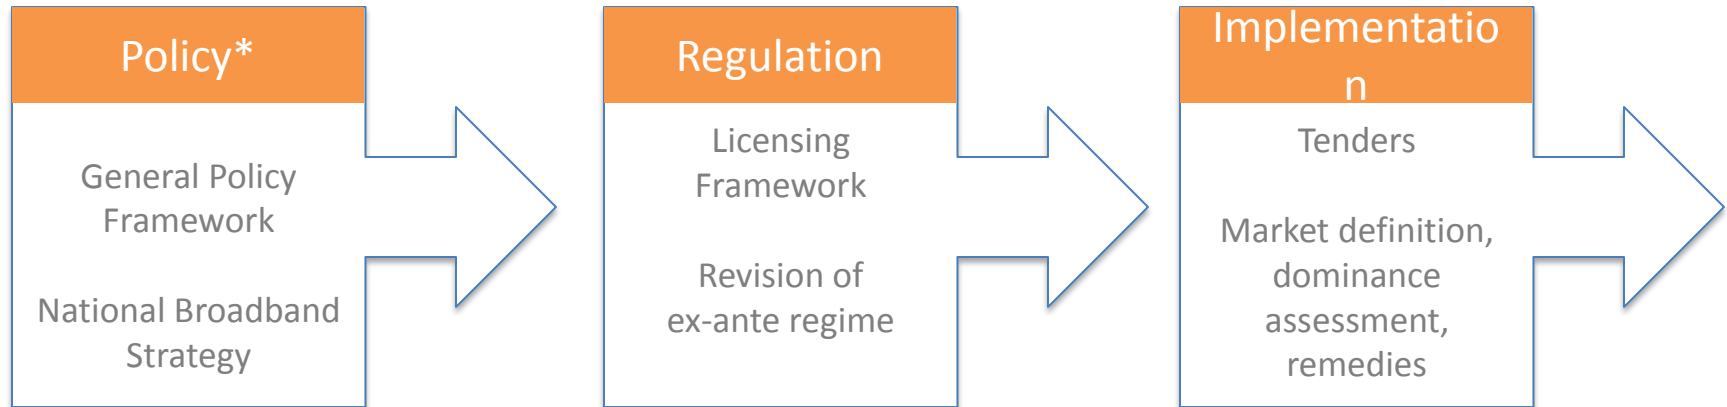 Policy*
General Policy
Framework
National Broadband
Strategy
Regulation
Licensing
Framework
Revision of
ex-ante regime
Implementatio
n
Tenders
Market definition,
dominance
assessment,
remedies